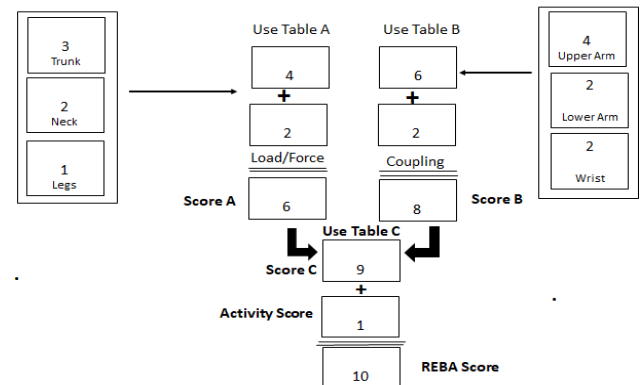 Use Table A
Use Table B
3
Trunk
2
Neck
1
Legs
4
+
2
Load/Force
Score A
6
6
+
2
Coupling
8
Score B
4
Upper Arm
2
Lower Arm
2
Wrist
Use Table C
Score C
9
+
Activity Score
1
REBA Score
10